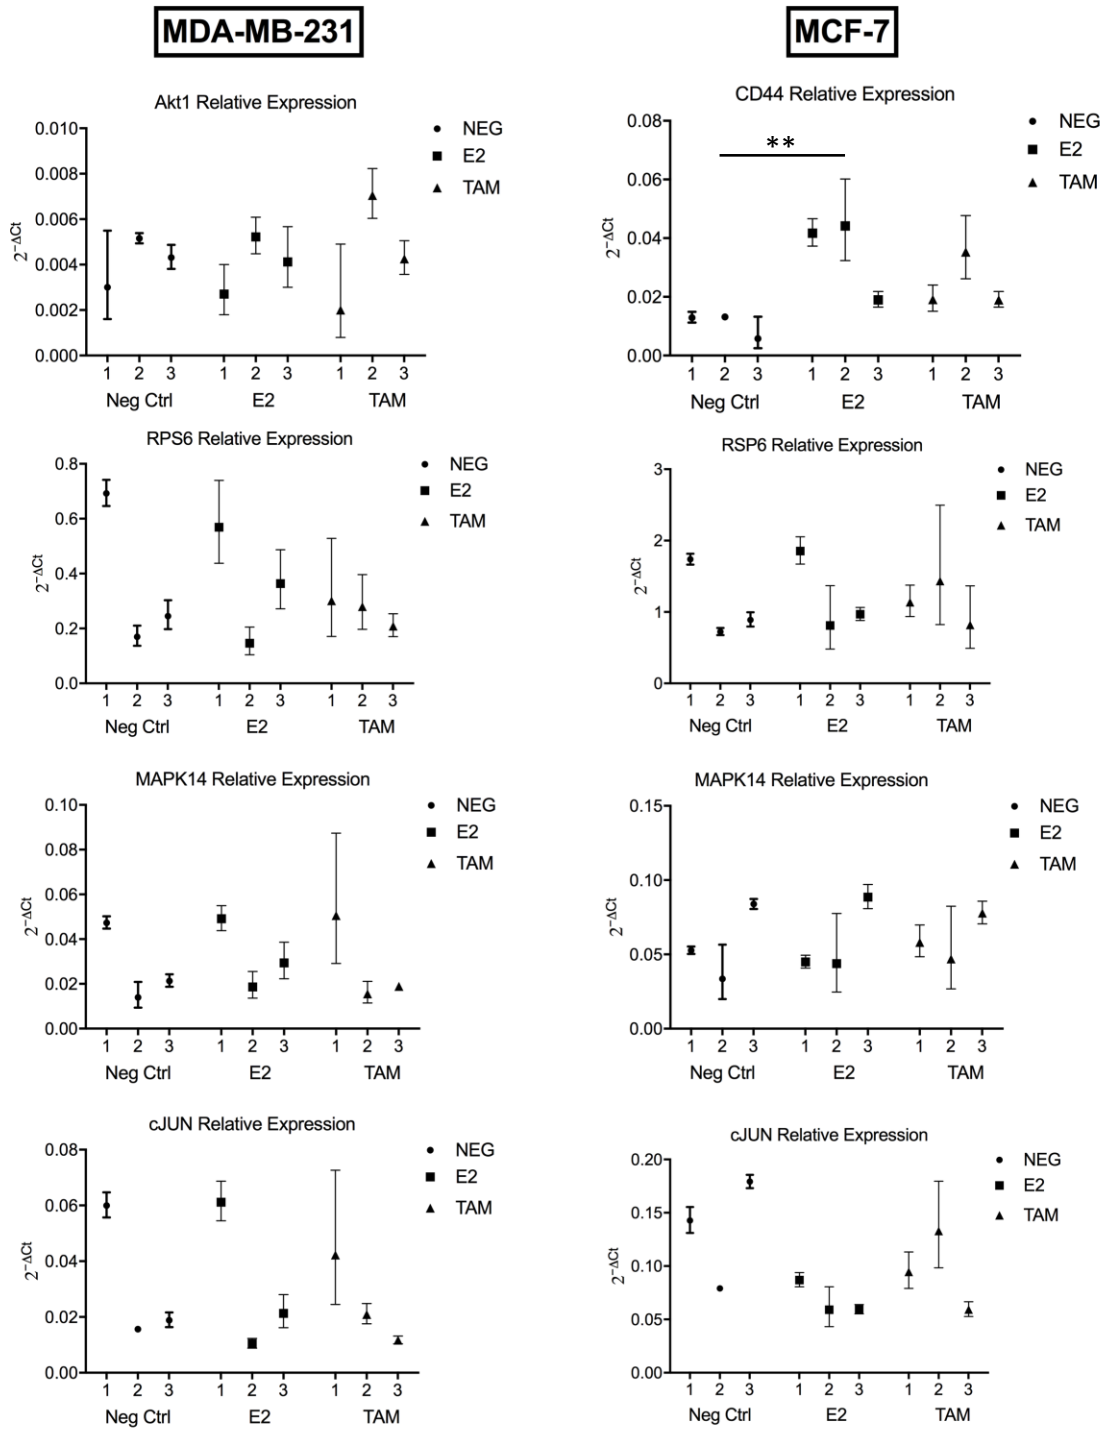 MDA-MB-231
Akt1 Relative Expression
0.010
0.008
0.006
0.004
0.002
0.000
2^-ΔCt
NEG
E2
TAM
1 2 3 1 2 3 1 2 3
Neg Ctrl E2 TAM
RPS6 Relative Expression
0.8
0.6
0.4
0.2
0.0
2^-ΔCt
NEG
E2
TAM
1 2 3 1 2 3 1 2 3
Neg Ctrl E2 TAM
MAPK14 Relative Expression
0.10
0.08
0.06
0.04
0.02
0.00
2^-ΔCt
NEG
E2
TAM
1 2 3 1 2 3 1 2 3
Neg Ctrl E2 TAM
cJUN Relative Expression
0.08
0.06
0.04
0.02
0.00
2^-ΔCt
NEG
E2
TAM
1 2 3 1 2 3 1 2 3
Neg Ctrl E2 TAM
MCF-7
CD44 Relative Expression
0.08
0.06
0.04
0.02
0.00
2^-ΔCt
**
NEG
E2
TAM
1 2 3 1 2 3 1 2 3
Neg Ctrl E2 TAM
RSP6 Relative Expression
3
2
1
0
2^-ΔCt
NEG
E2
TAM
1 2 3 1 2 3 1 2 3
Neg Ctrl E2 TAM
MAPK14 Relative Expression
0.15
0.10
0.05
0.00
2^-ΔCt
NEG
E2
TAM
1 2 3 1 2 3 1 2 3
Neg Ctrl E2 TAM
cJUN Relative Expression
0.20
0.15
0.10
0.05
0.00
2^-ΔCt
NEG
E2
TAM
1 2 3 1 2 3 1 2 3
Neg Ctrl E2 TAM